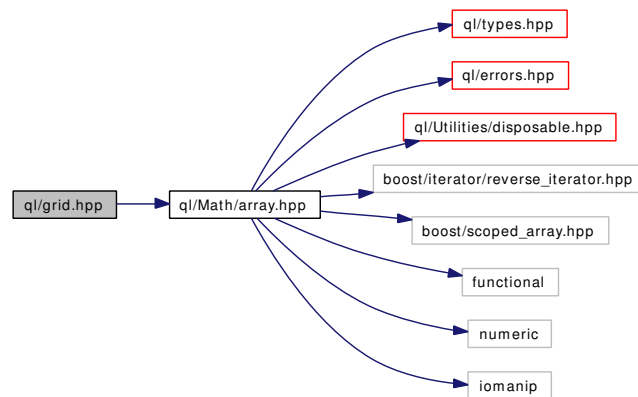 ql/types.hpp
ql/errors.hpp
ql/Utilities/disposable.hpp
boost/iterator/reverse_iterator.hpp
ql/grid.hpp
ql/Math/array.hpp
boost/scoped_array.hpp
functional
numeric
iomanip